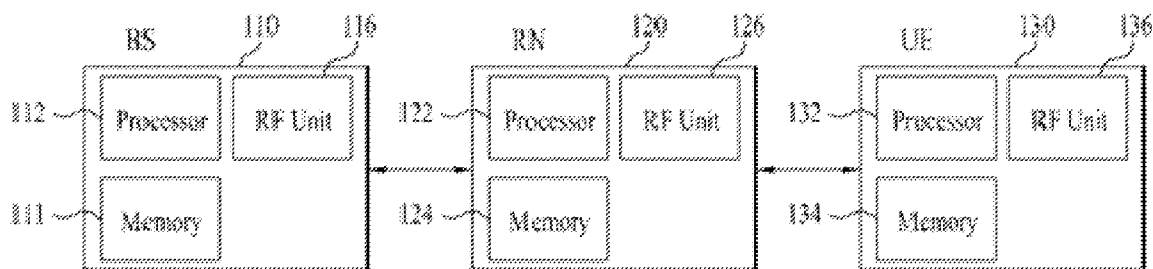 BS 110 116 RN 120 126 UE 130 136
112 Processor RF Unit 122 Processor RF Unit 132 Processor RF Unit
111 Memory 124 Memory 134 Memory